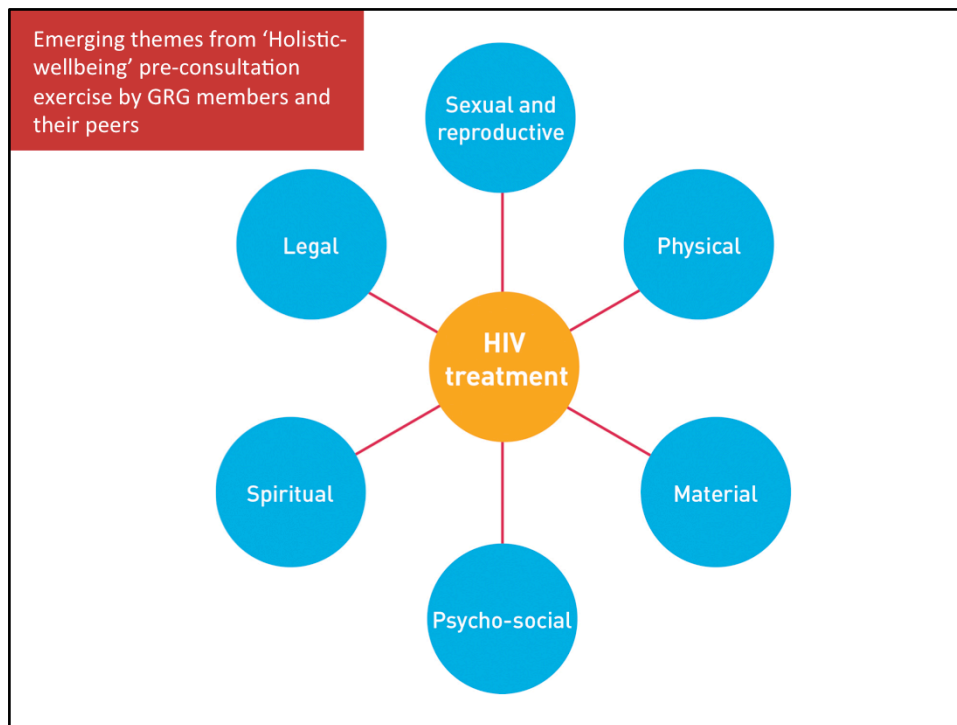 Emerging themes from ‘Holistic-
wellbeing’ pre-consultation
exercise by GRG members and
their peers
Sexual and
reproductive
Legal
Physical
HIV
treatment
Spiritual
Material
Psycho-social